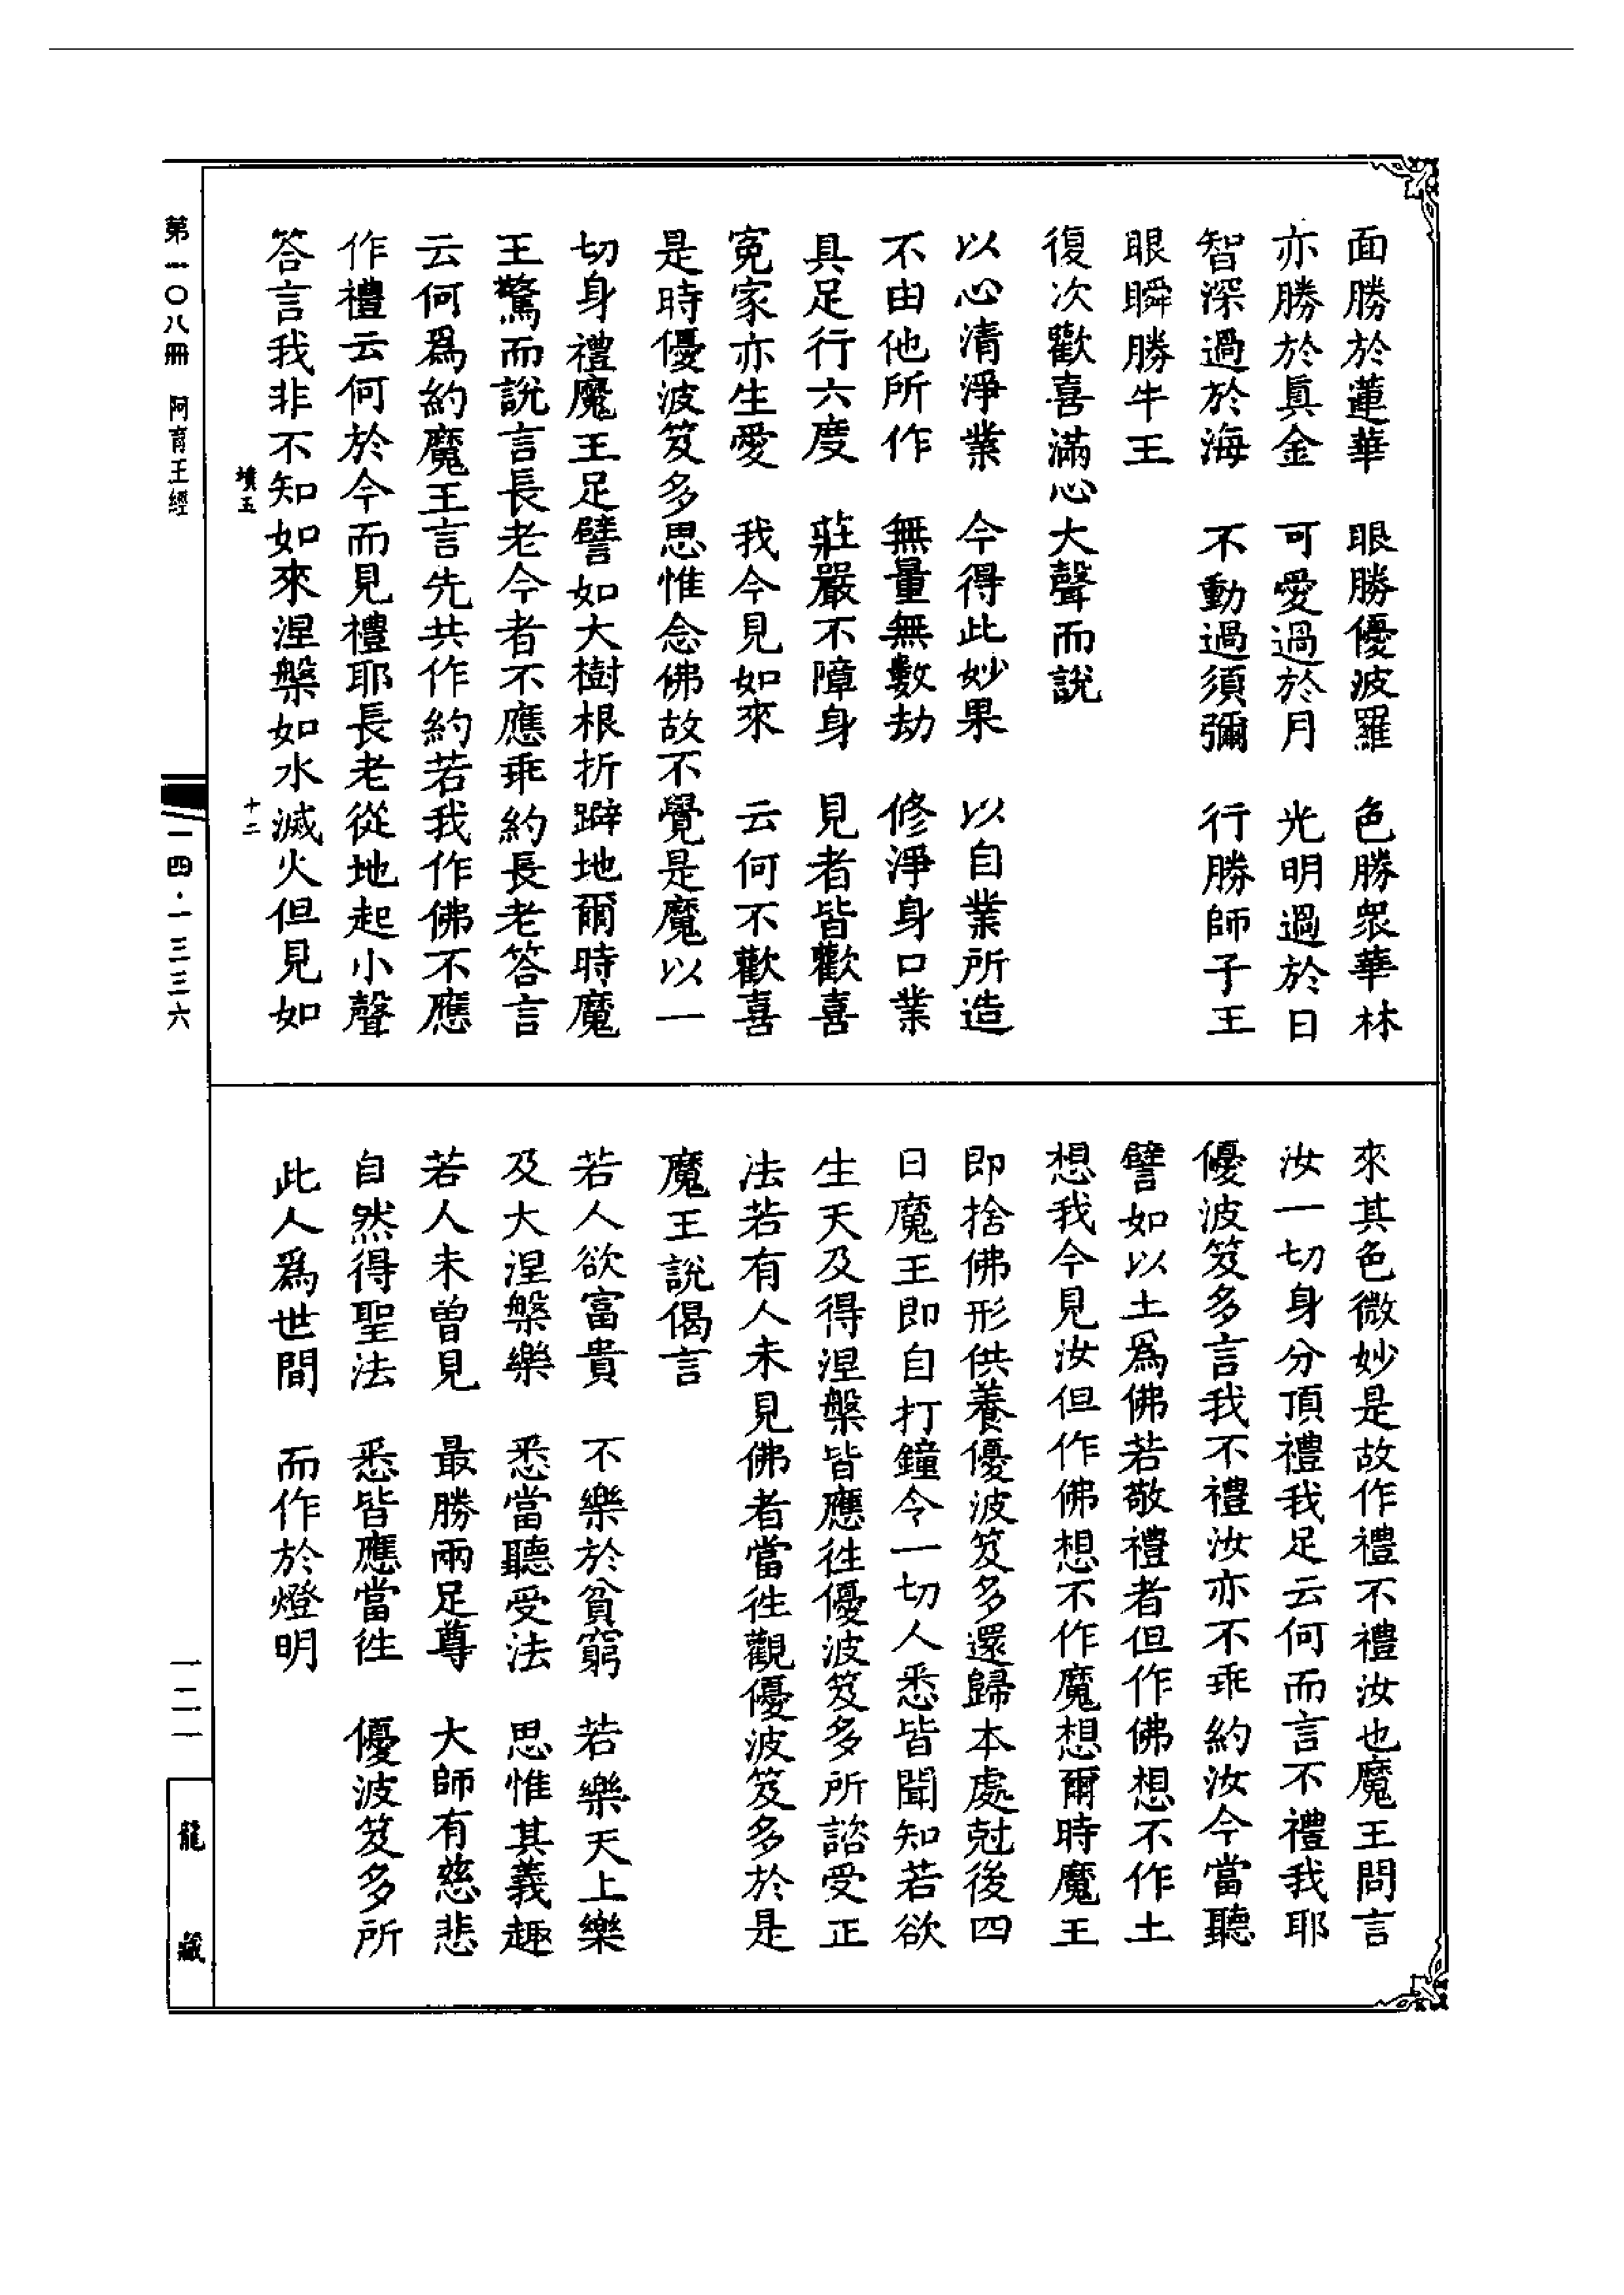 面勝於蓮華　眼勝優波羅　色勝眾華林
亦勝於真金　可愛過於月　光明過於日
智深過於海　不動過須彌　行勝師子王
眼瞬勝牛王
復次歡喜滿心大聲而說
以心清淨業　今得此妙果　以自業所造
不由他所作　無量無數劫　修淨身口業
具足行六度　莊嚴不障身　見者皆歡喜
冤家亦生愛　我今見如來　云何不歡喜
是時優波笈多思惟念佛故不覺是魔以一
切身禮魔王足譬如大樹根折躃地爾時魔
王驚而說言長老今者不應乖約長老答言
云何為約魔王言先共作約若我作佛不應
作禮云何於今而見禮耶長老從地起小聲
答言我非不知如來涅槃如水滅火但見如
來其色微妙是故作禮不禮汝也魔王問言
汝一切身分頂禮我足云何而言不禮我耶
優波笈多言我不禮汝亦不乖約汝今當聽
譬如以土為佛若敬禮者但作佛想不作土
想我今見汝但作佛想不作魔想爾時魔王
即捨佛形供養優波笈多還歸本處尅後四
日魔王即自打鐘令一切人悉皆聞知若欲
生天及得涅槃皆應往優波笈多所諮受正
法若有人未見佛者當往觀優波笈多於是
魔王說偈言
若人欲富貴　不樂於貧窮　若樂天上樂
及大涅槃樂　悉當聽受法　思惟其義趣
若人未曾見　最勝兩足尊　大師有慈悲
自然得聖法　悉皆應當往　優波笈多所
此人為世間　而作於燈明
墳五
十二
第一〇八冊　阿育王經
一四·一三三六
一二一
龍藏